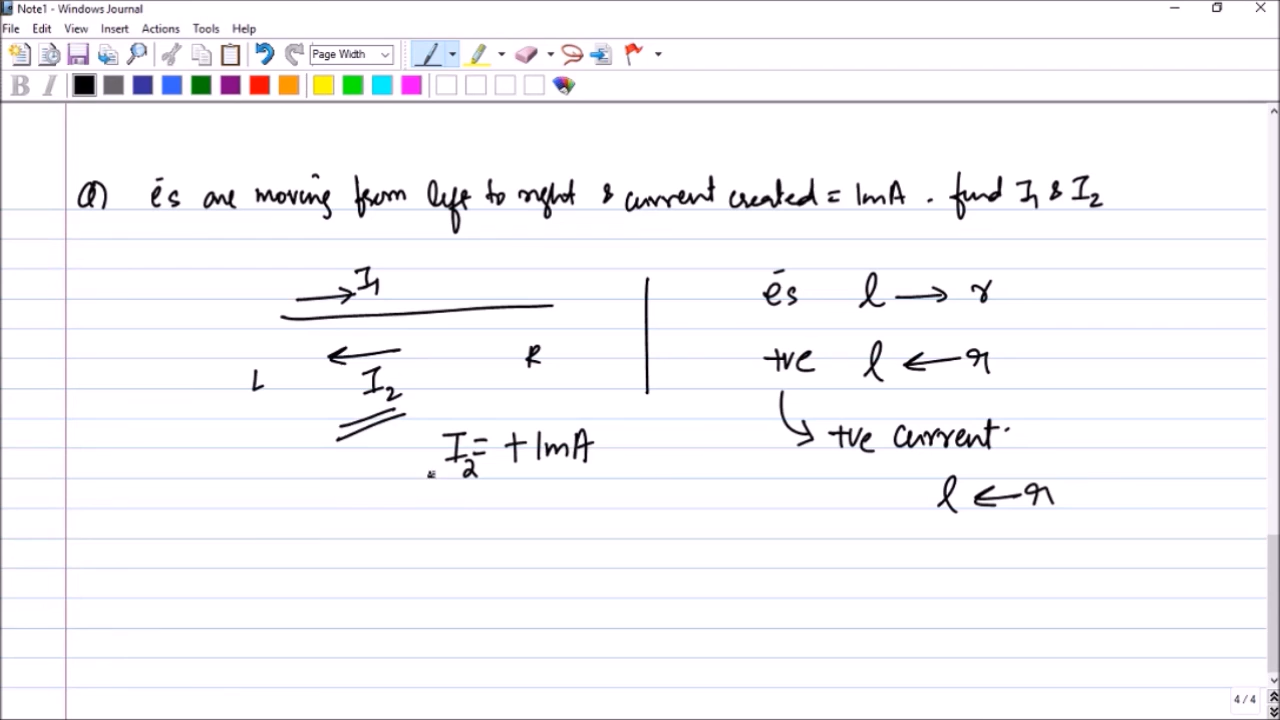 Note1 - Windows Journal
File Edit View Insert Actions Tools Help
Page Width
B I
Q) ēs are moving from left to right & current created = 1mA . find I1 & I2
I1
ēs l → r
R
+ve l ← r
L
I2
+ve current
I2 = + 1mA
l ← r
4 / 4